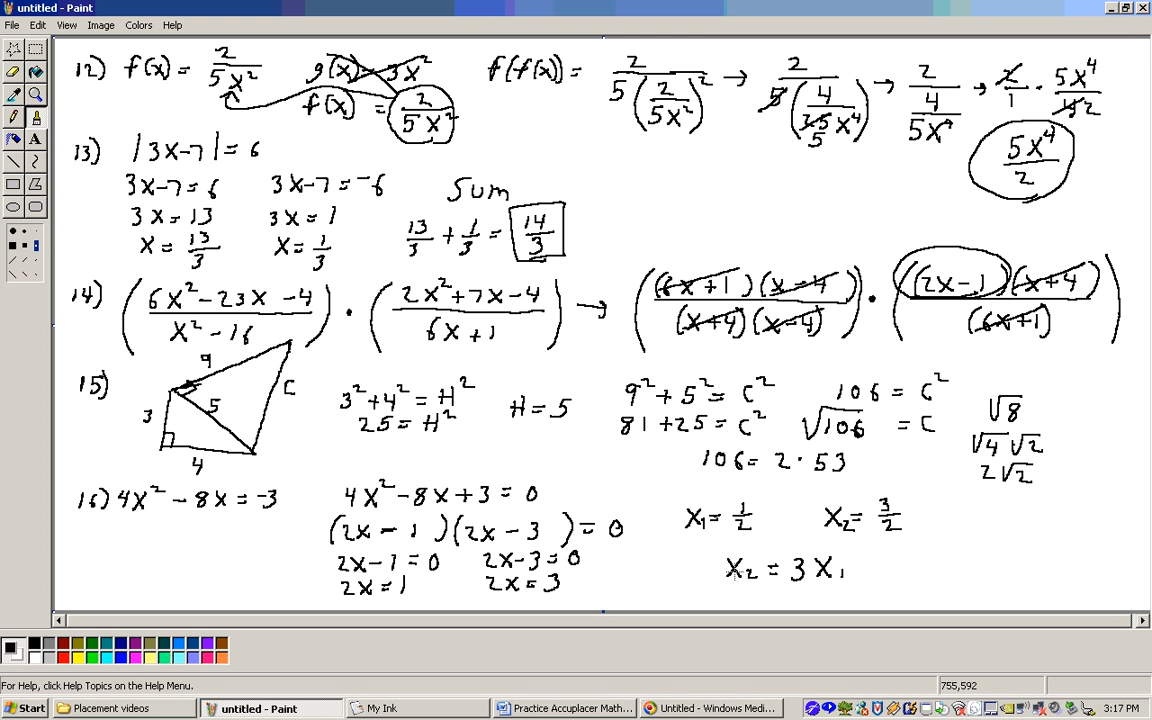 untitled - Paint
File Edit View Image Colors Help
12) f(x) = 2/5x² g(x) = 3x² f(x) = 2/5x² f(f(x)) = 2/5(2/5x²)² → 2/5(4/25x⁴) → 2/(4/5x⁴) → 2/1 · 5x⁴/42
5x⁴/2
13) |3x-7| = 6
3x-7=6 3x-7=-6 Sum
3x=13 3x=1 13/3 + 1/3 = 14/3
x=13/3 x=1/3
14) (6x²-23x-4/x²-16) · (2x²+7x-4/6x+1) → ((6x+1)(x-4)/(x+4)(x-4)) · ((2x-1)(x+4)/(6x+1))
15) 9 C 3 5 4
3²+4²=H² H=5
25=H²
9²+5²=C² 106=C²
81+25=C² √106=C
106=2·53
√8
√4√2
2√2
16) 4x²-8x=-3 4x²-8x+3=0
(2x-1)(2x-3)=0
2x-1=0 2x-3=0
2x=1 2x=3
x₁=1/2 x₂=3/2
x₂=3x₁
For Help, click Help Topics on the Help Menu. 755,592
Start Placement videos untitled - Paint My Ink Practice Accuplacer Math... Untitled - Windows Medi... 3:17 PM